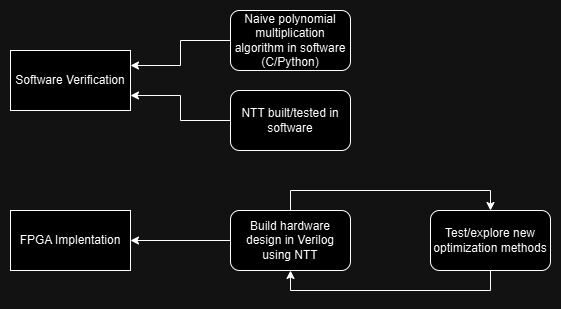 Naive polynomial
multiplication
algorithm in software
(C/Python)
Software Verification
NTT built/tested in
software
FPGA Implentation
Build hardware
design in Verilog
using NTT
Test/explore new
optimization methods